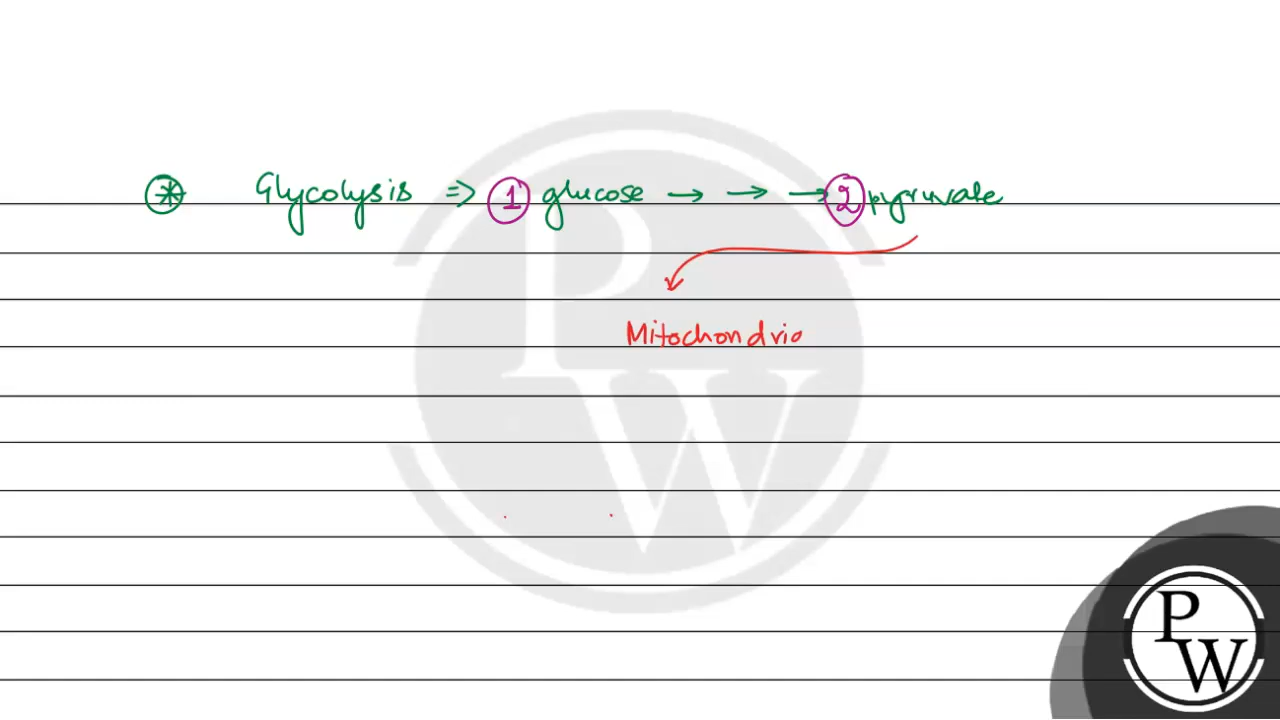 * Glycolysis => 1 glucose → → → 2 pyruvate
Mitochondria
P
W
P
W